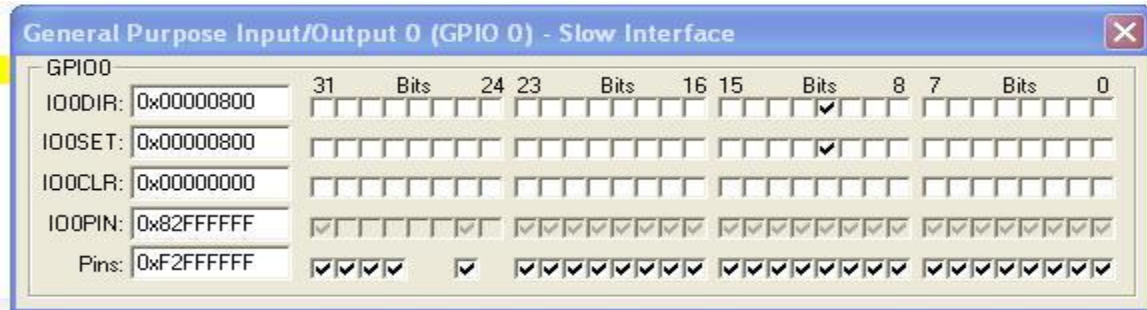 General Purpose Input/Output 0 (GPIO 0) - Slow Interface
GPIO0
31 Bits 24 23 Bits 16 15 Bits 8 7 Bits 0
IO0DIR: 0x00000800
IO0SET: 0x00000800
IO0CLR: 0x00000000
IO0PIN: 0x82FFFFFF
Pins: 0xF2FFFFFF